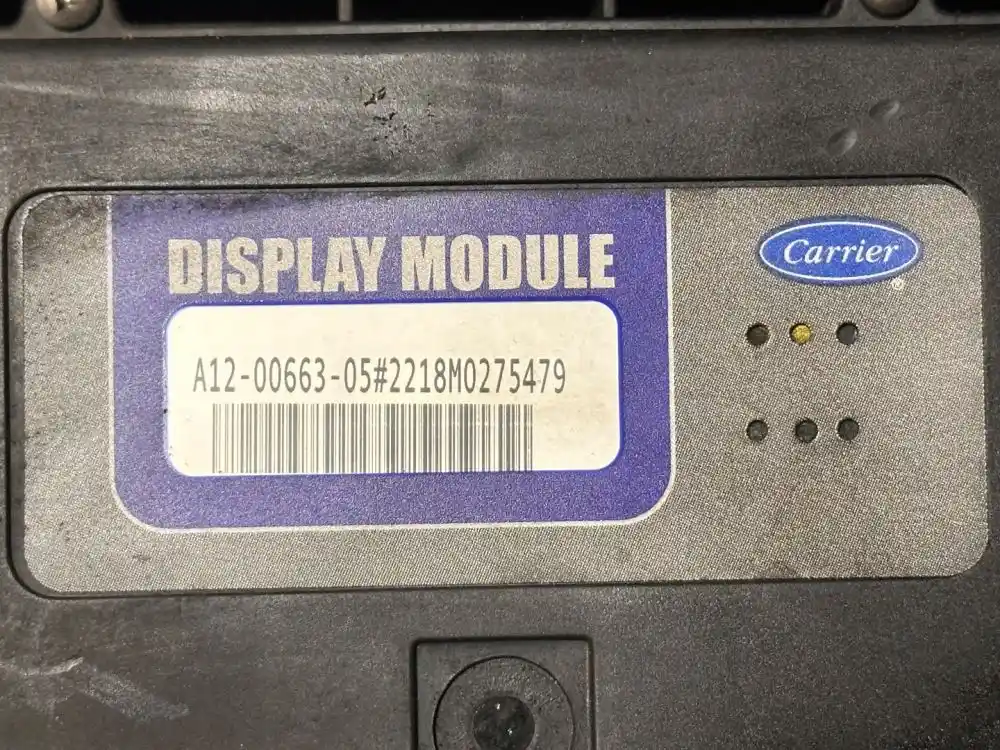 DISPLAY MODULE
Carrier
®
A12-00663-05#2218M0275479